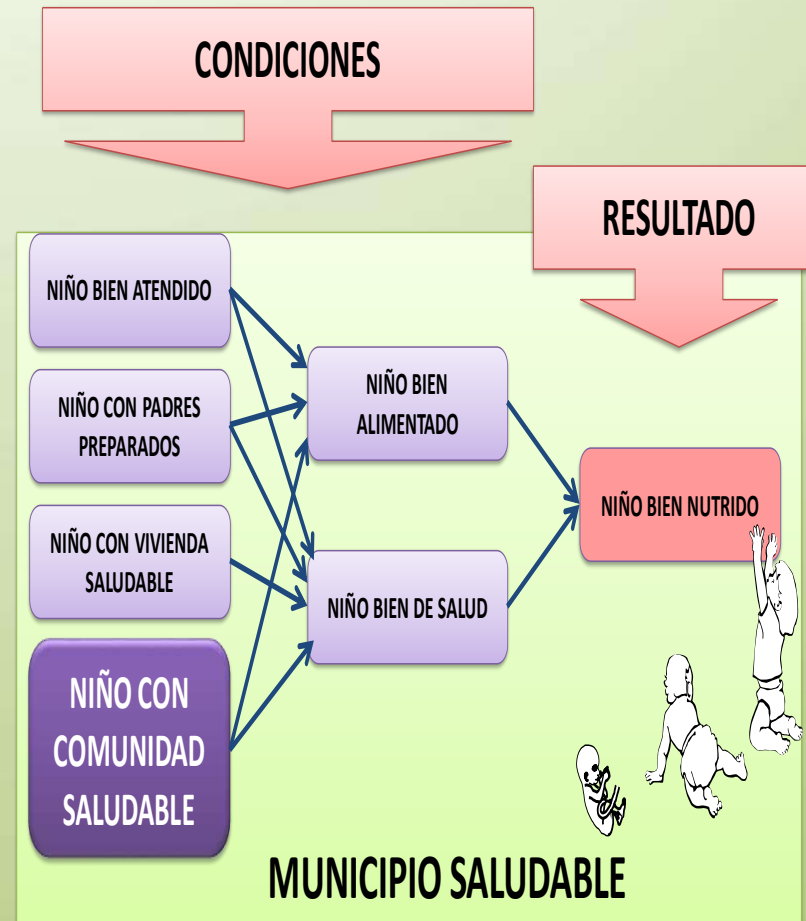 CONDICIONES
RESULTADO
NIÑO BIEN ATENDIDO
NIÑO CON PADRES
PREPARADOS
NIÑO CON VIVIENDA
SALUDABLE
NIÑO CON
COMUNIDAD
SALUDABLE
NIÑO BIEN
ALIMENTADO
NIÑO BIEN DE SALUD
NIÑO BIEN NUTRIDO
MUNICIPIO SALUDABLE